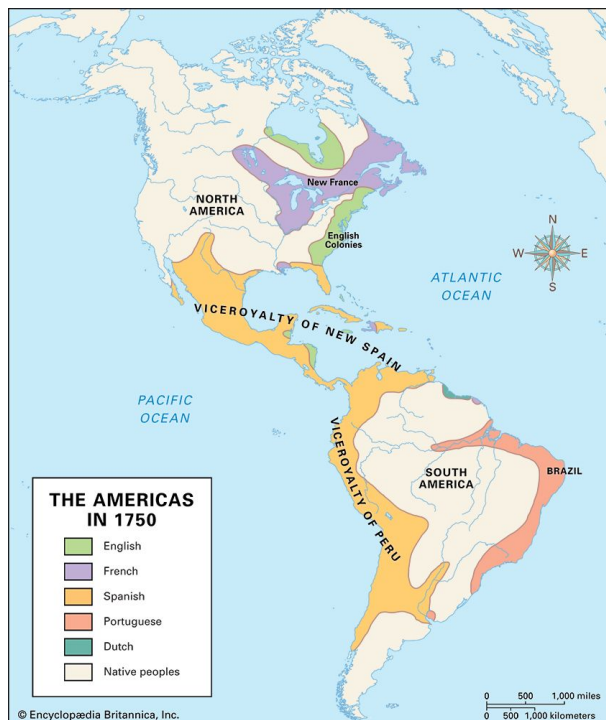 New France
NORTH
AMERICA
English
Colonies
N
W
E
S
ATLANTIC
OCEAN
VICEROYALTY OF NEW SPAIN
PACIFIC
OCEAN
VICEROYALTY OF PERU
SOUTH
AMERICA
BRAZIL
THE AMERICAS
IN 1750
English
French
Spanish
Portuguese
Dutch
Native peoples
0 500 1,000 miles
0 500 1,000 kilometers
© Encyclopædia Britannica, Inc.